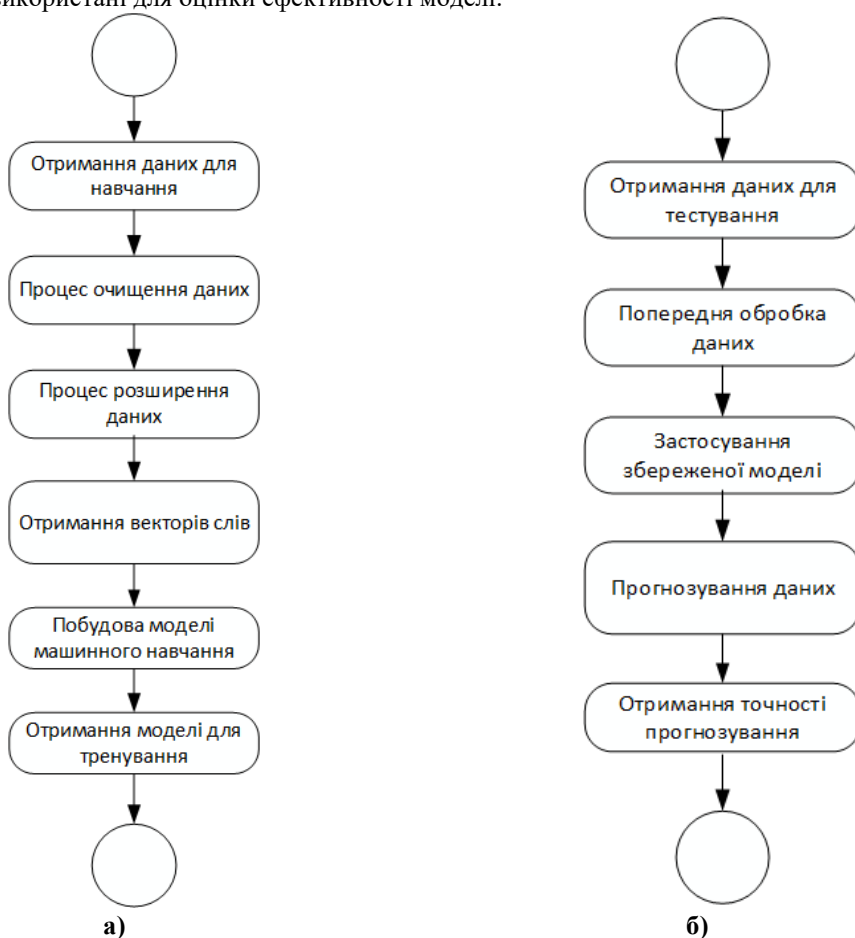 використані для оцінки ефективності моделі.
Отримання даних для
навчання
Процес очищення даних
Процес розширення
даних
Отримання векторів слів
Побудова моделі
машинного навчання
Отримання моделі для
тренування
а)
Отримання даних для
тестування
Попередня обробка
даних
Застосування
збереженої моделі
Прогнозування даних
Отримання точності
прогнозування
б)